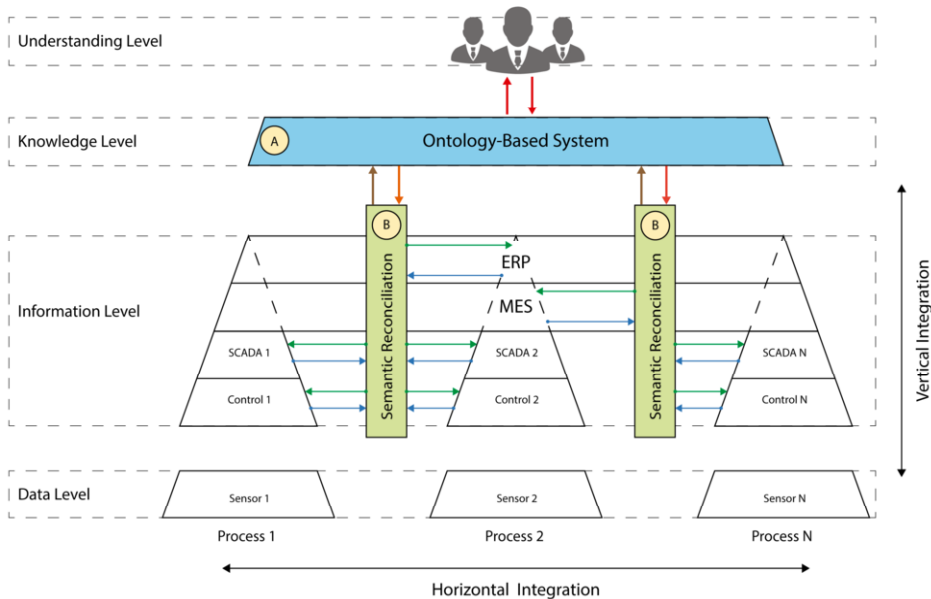 Understanding Level
Knowledge Level
A
Ontology-Based System
B
B
Semantic Reconciliation
Semantic Reconciliation
ERP
MES
Information Level
SCADA 1
SCADA 2
SCADA N
Control 1
Control 2
Control N
Vertical Integration
Data Level
Sensor 1
Sensor 2
Sensor N
Process 1
Process 2
Process N
Horizontal Integration